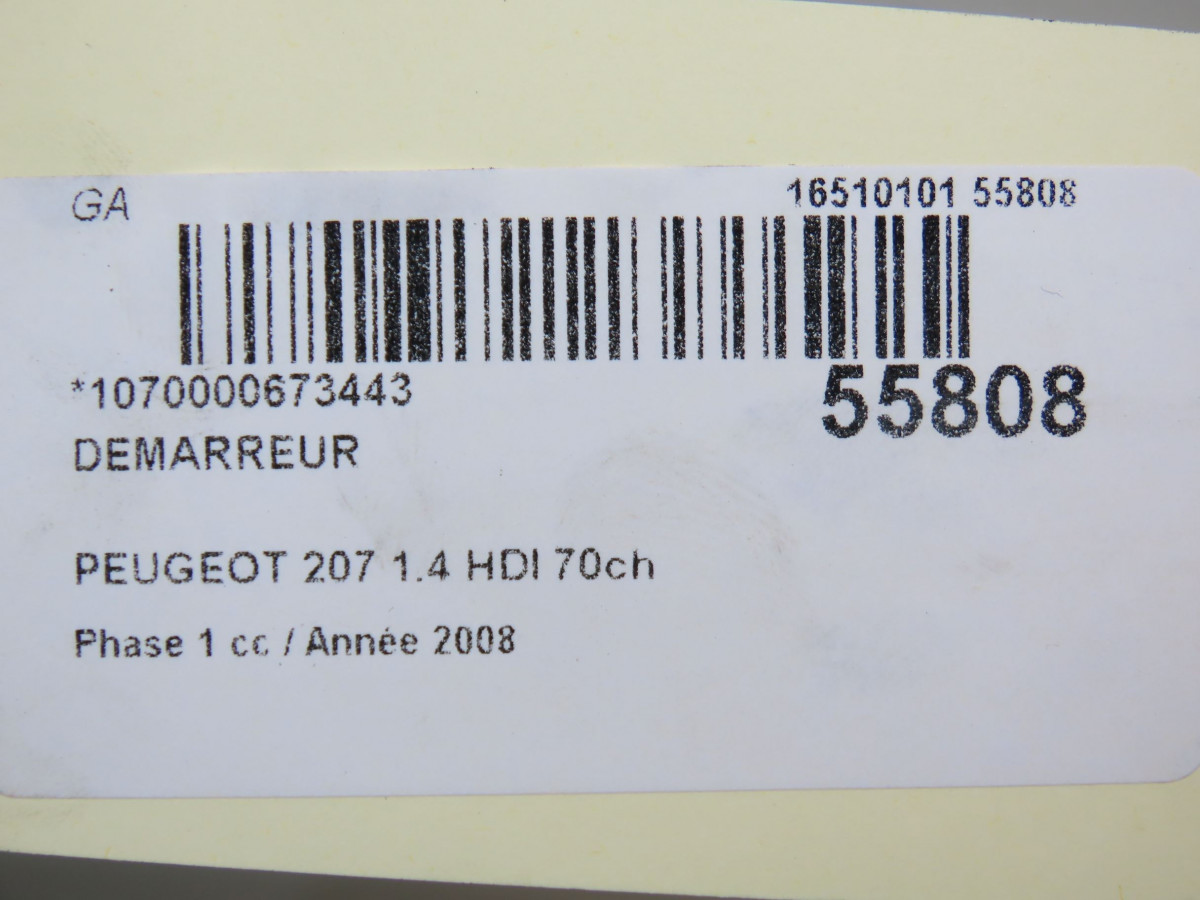 GA 16510101 55808
*1070000673443 55808
DEMARREUR
PEUGEOT 207 1.4 HDI 70ch
Phase 1 cc / Année 2008